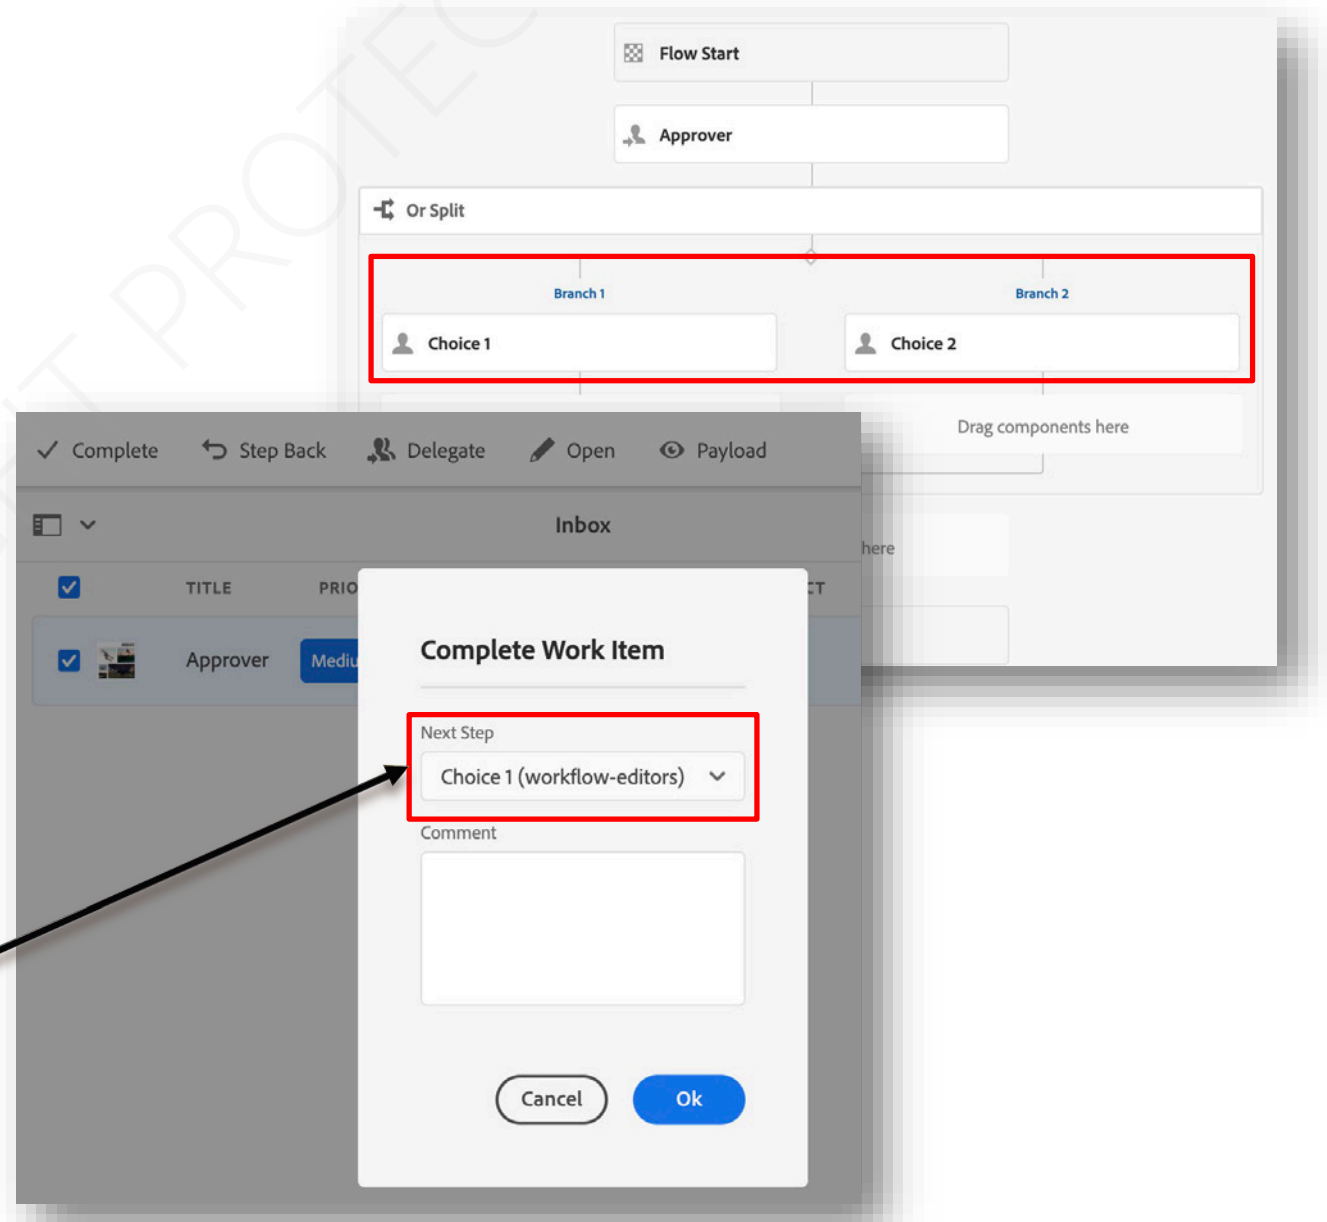 Flow Start
Approver
Or Split
Branch 1
Branch 2
Choice 1
Choice 2
Drag components here
here
Complete
Step Back
Delegate
Open
Payload
Inbox
TITLE
PRIO
CT
Approver
Mediu
Complete Work Item
Next Step
Choice 1 (workflow-editors)
Comment
Cancel
Ok
T PROTEC